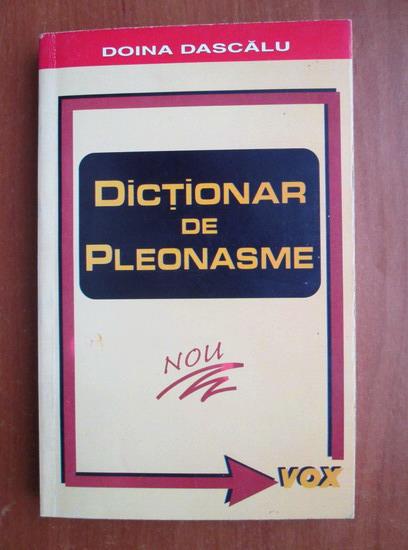 DOINA DASCĂLU
DICȚIONAR
DE
PLEONASME
NOU
VOX